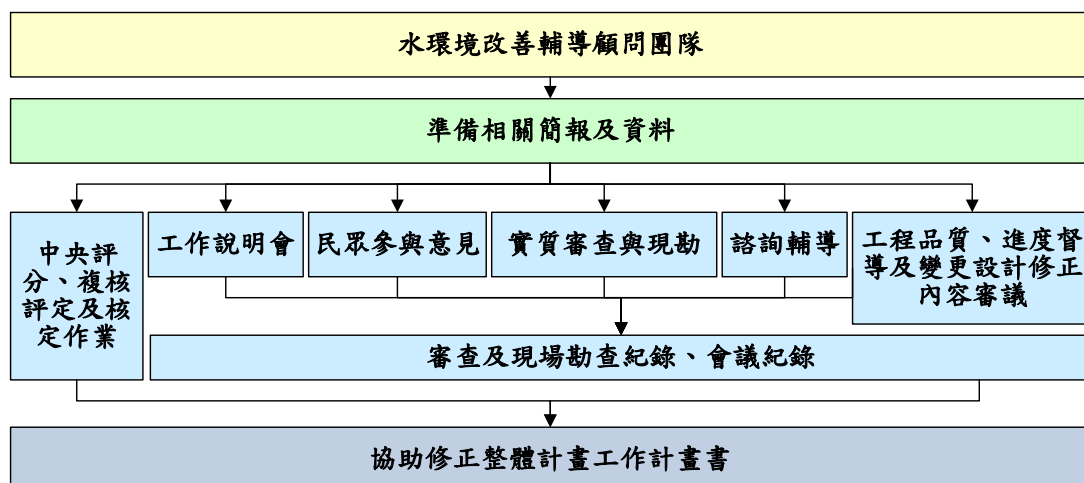 水環境改善輔導顧問團隊
準備相關簡報及資料
中央評
分、複核
評定及核
定作業
工作說明會
民眾參與意見
實質審查與現勘
諮詢輔導
工程品質、進度督
導及變更設計修正
內容審議
審查及現場勘查紀錄、會議紀錄
協助修正整體計畫工作計畫書